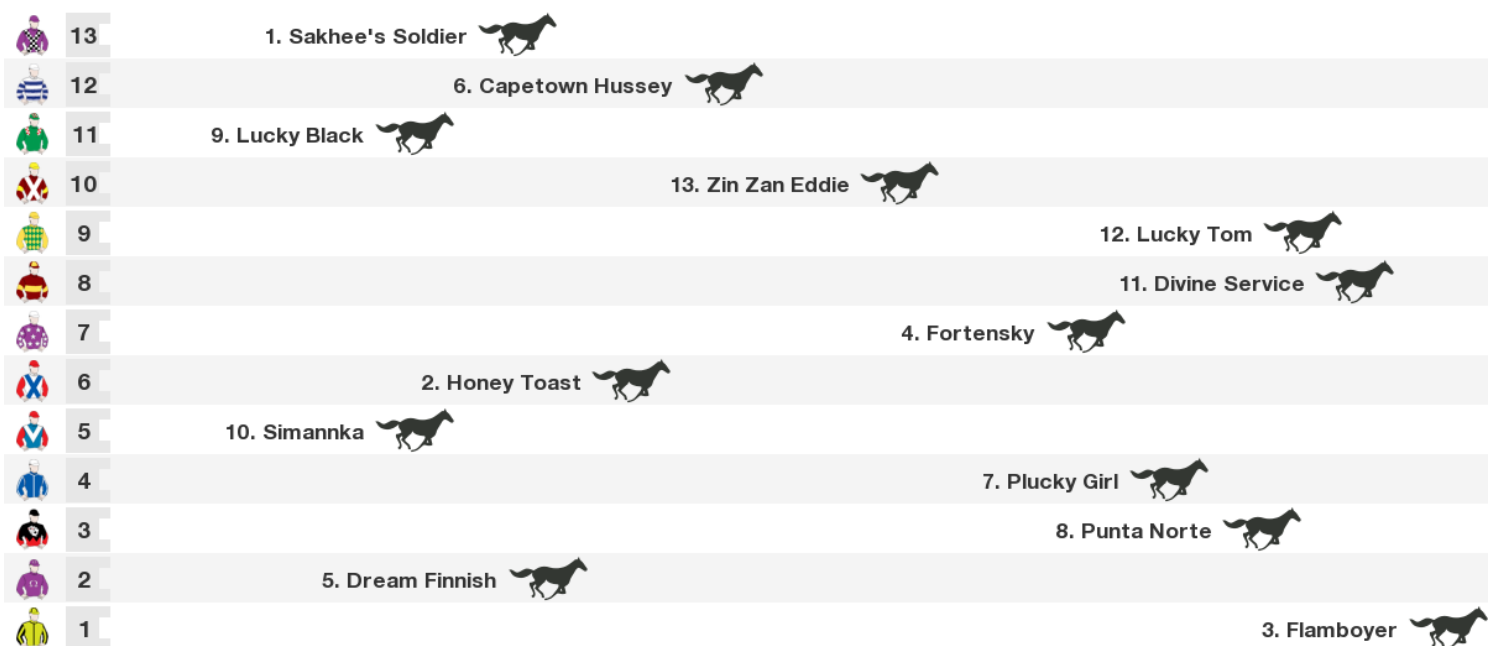 13 1. Sakhee's Soldier
12 6. Capetown Hussey
11 9. Lucky Black
10 13. Zin Zan Eddie
9 12. Lucky Tom
8 11. Divine Service
7 4. Fortensky
6 2. Honey Toast
5 10. Simannka
4 7. Plucky Girl
3 8. Punta Norte
2 5. Dream Finnish
1 3. Flamboyer